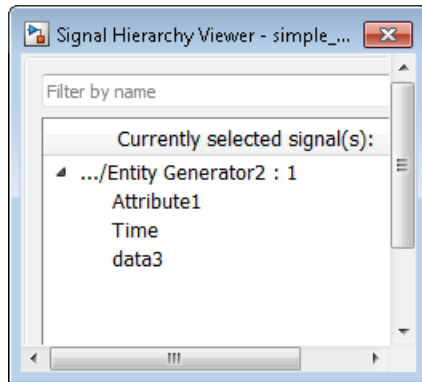 Signal Hierarchy Viewer - simple_...
Filter by name
Currently selected signal(s):
.../Entity Generator2 : 1
Attribute1
Time
data3